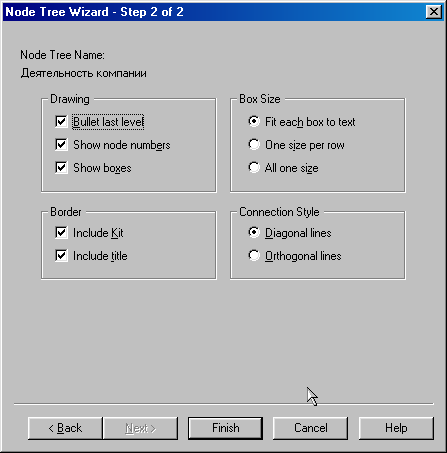 Node Tree Wizard - Step 2 of 2
Node Tree Name:
Деятельность компании
Drawing
Bullet last level
Show node numbers
Show boxes
Box Size
Fit each box to text
One size per row
All one size
Border
Include Kit
Include title
Connection Style
Diagonal lines
Orthogonal lines
< Back
Next >
Finish
Cancel
Help